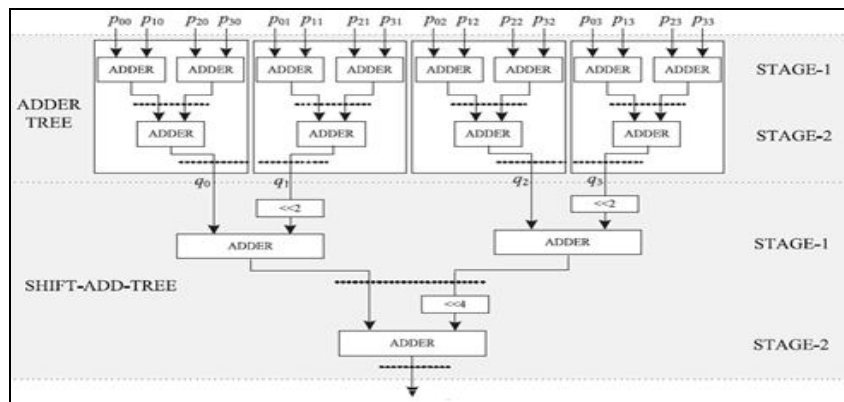 p00 p10 p20 p30 p01 p11 p21 p31 p02 p12 p22 p32 p03 p13 p23 p33
ADDER ADDER ADDER ADDER ADDER ADDER ADDER ADDER STAGE-1
ADDER
TREE
ADDER ADDER ADDER ADDER STAGE-2
q0 q1 q2 q3
<<2 <<2
ADDER ADDER STAGE-1
SHIFT-ADD-TREE
<<4
ADDER STAGE-2